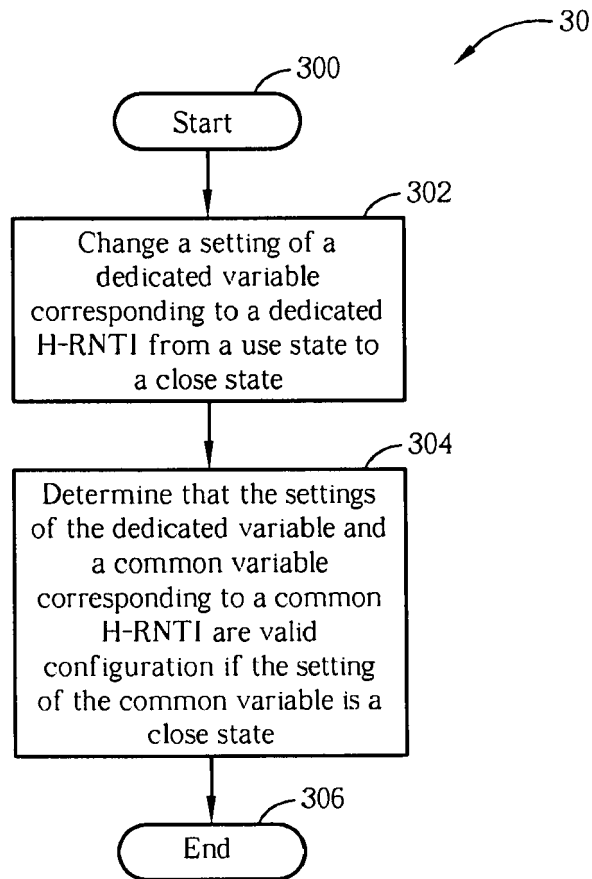 30
300
Start
302
Change a setting of a
dedicated variable
corresponding to a dedicated
H-RNTI from a use state to
a close state
304
Determine that the settings
of the dedicated variable and
a common variable
corresponding to a common
H-RNTI are valid
configuration if the setting
of the common variable is a
close state
306
End